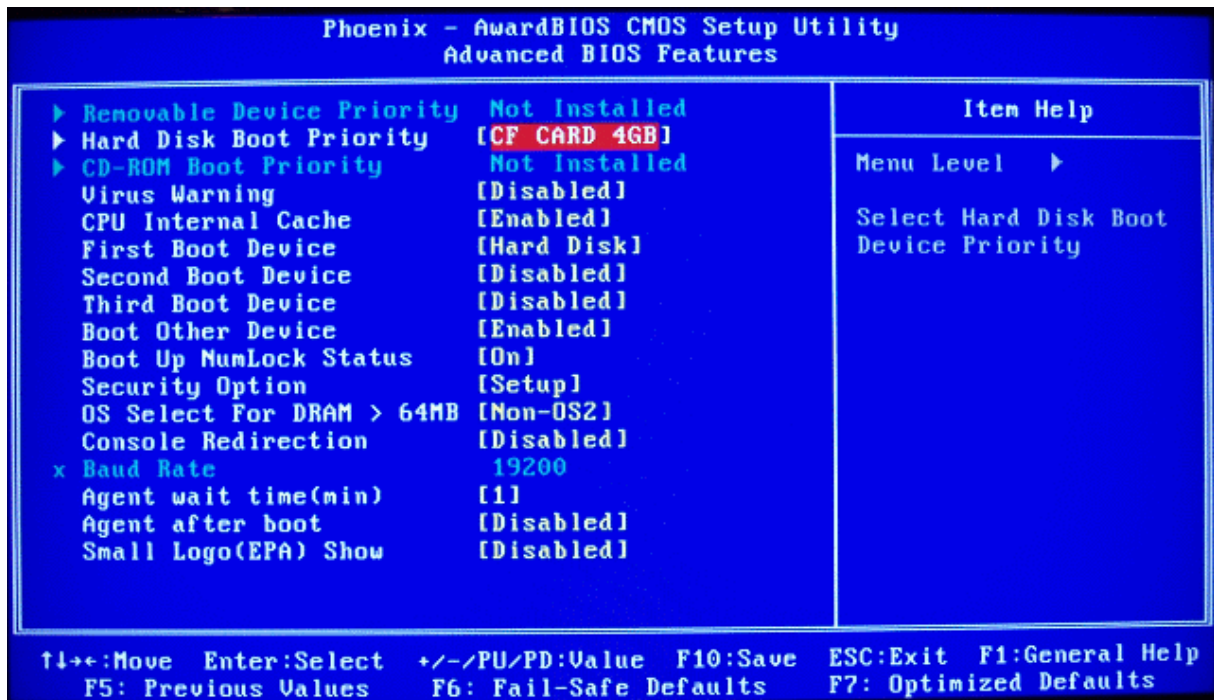 Phoenix - AwardBIOS CMOS Setup Utility
Advanced BIOS Features
▶ Removable Device Priority Not Installed
▶ Hard Disk Boot Priority [CF CARD 4GB]
▶ CD-ROM Boot Priority Not Installed
Virus Warning [Disabled]
CPU Internal Cache [Enabled]
First Boot Device [Hard Disk]
Second Boot Device [Disabled]
Third Boot Device [Disabled]
Boot Other Device [Enabled]
Boot Up NumLock Status [On]
Security Option [Setup]
OS Select For DRAM > 64MB [Non-OS2]
Console Redirection [Disabled]
x Baud Rate 19200
Agent wait time(min) [1]
Agent after boot [Disabled]
Small Logo(EPA) Show [Disabled]
Item Help
Menu Level ▶
Select Hard Disk Boot
Device Priority
↑↓→←:Move Enter:Select +/-/PU/PD:Value F10:Save ESC:Exit F1:General Help
F5: Previous Values F6: Fail-Safe Defaults F7: Optimized Defaults